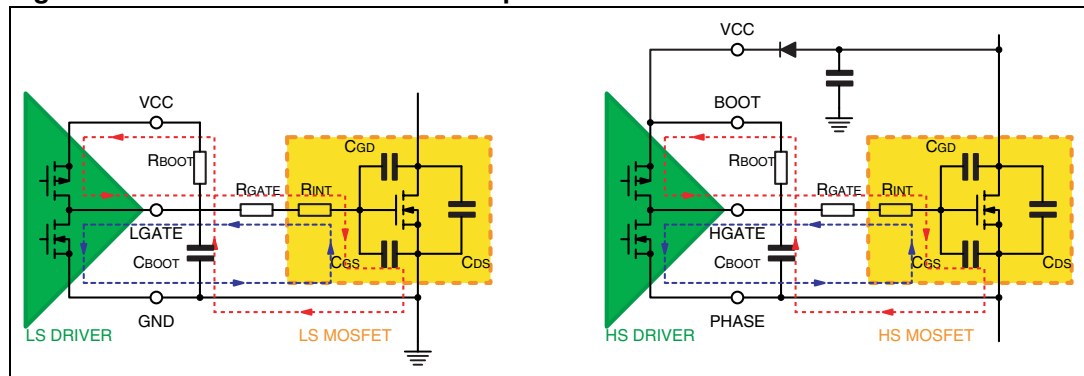 VCC
RBOOT
CGD
RGATE
RINT
LGATE
CBOOT
CGS
CDS
GND
LS DRIVER
LS MOSFET
VCC
BOOT
RBOOT
CGD
RGATE
RINT
HGATE
CBOOT
CGS
CDS
PHASE
HS DRIVER
HS MOSFET